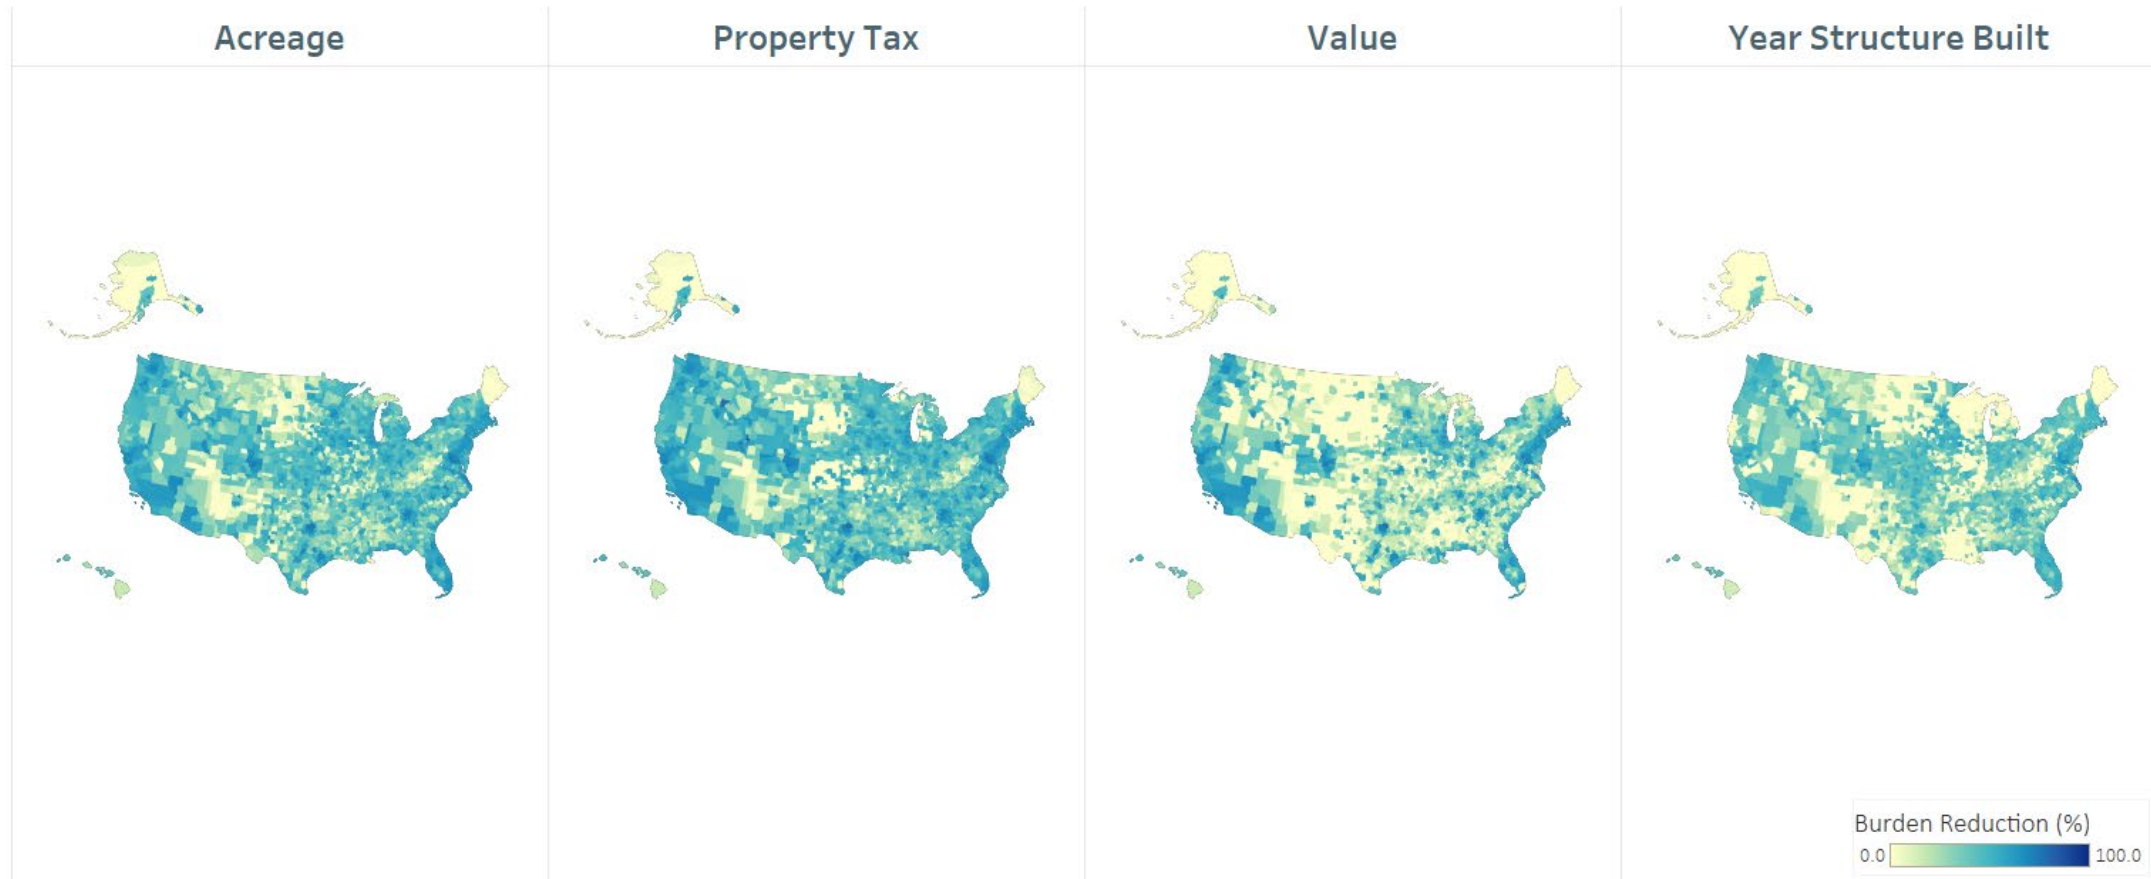 Acreage
Property Tax
Value
Year Structure Built
Burden Reduction (%)
0.0
100.0